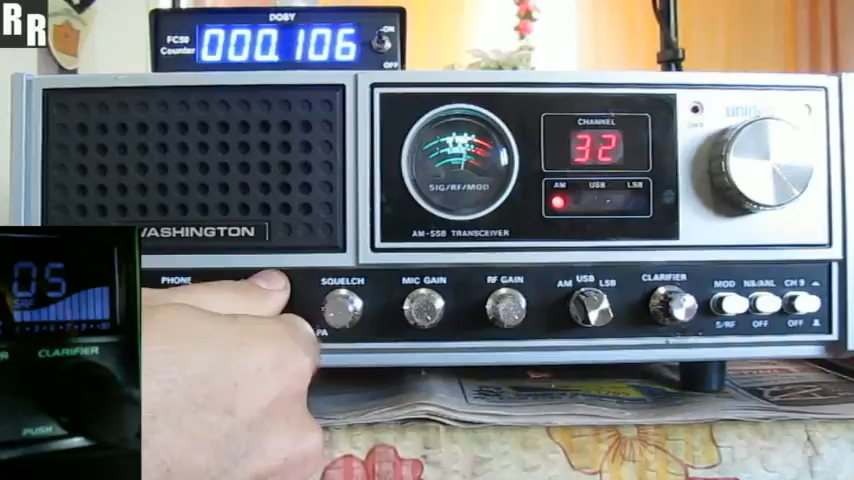 RR
DOBY
FC50
Counter
000.106
ON
OFF
CHANNEL
32
AM USB LSB
SIG/RF/MOD
AM-SSB TRANSCEIVER
WASHINGTON
PHONE
SQUELCH
MIC GAIN
RF GAIN
AM USB LSB
CLARIFIER
MOD NB/ANL CH 9
S/RF OFF OFF
PA
05
SRF
CLARIFIER
PUSH